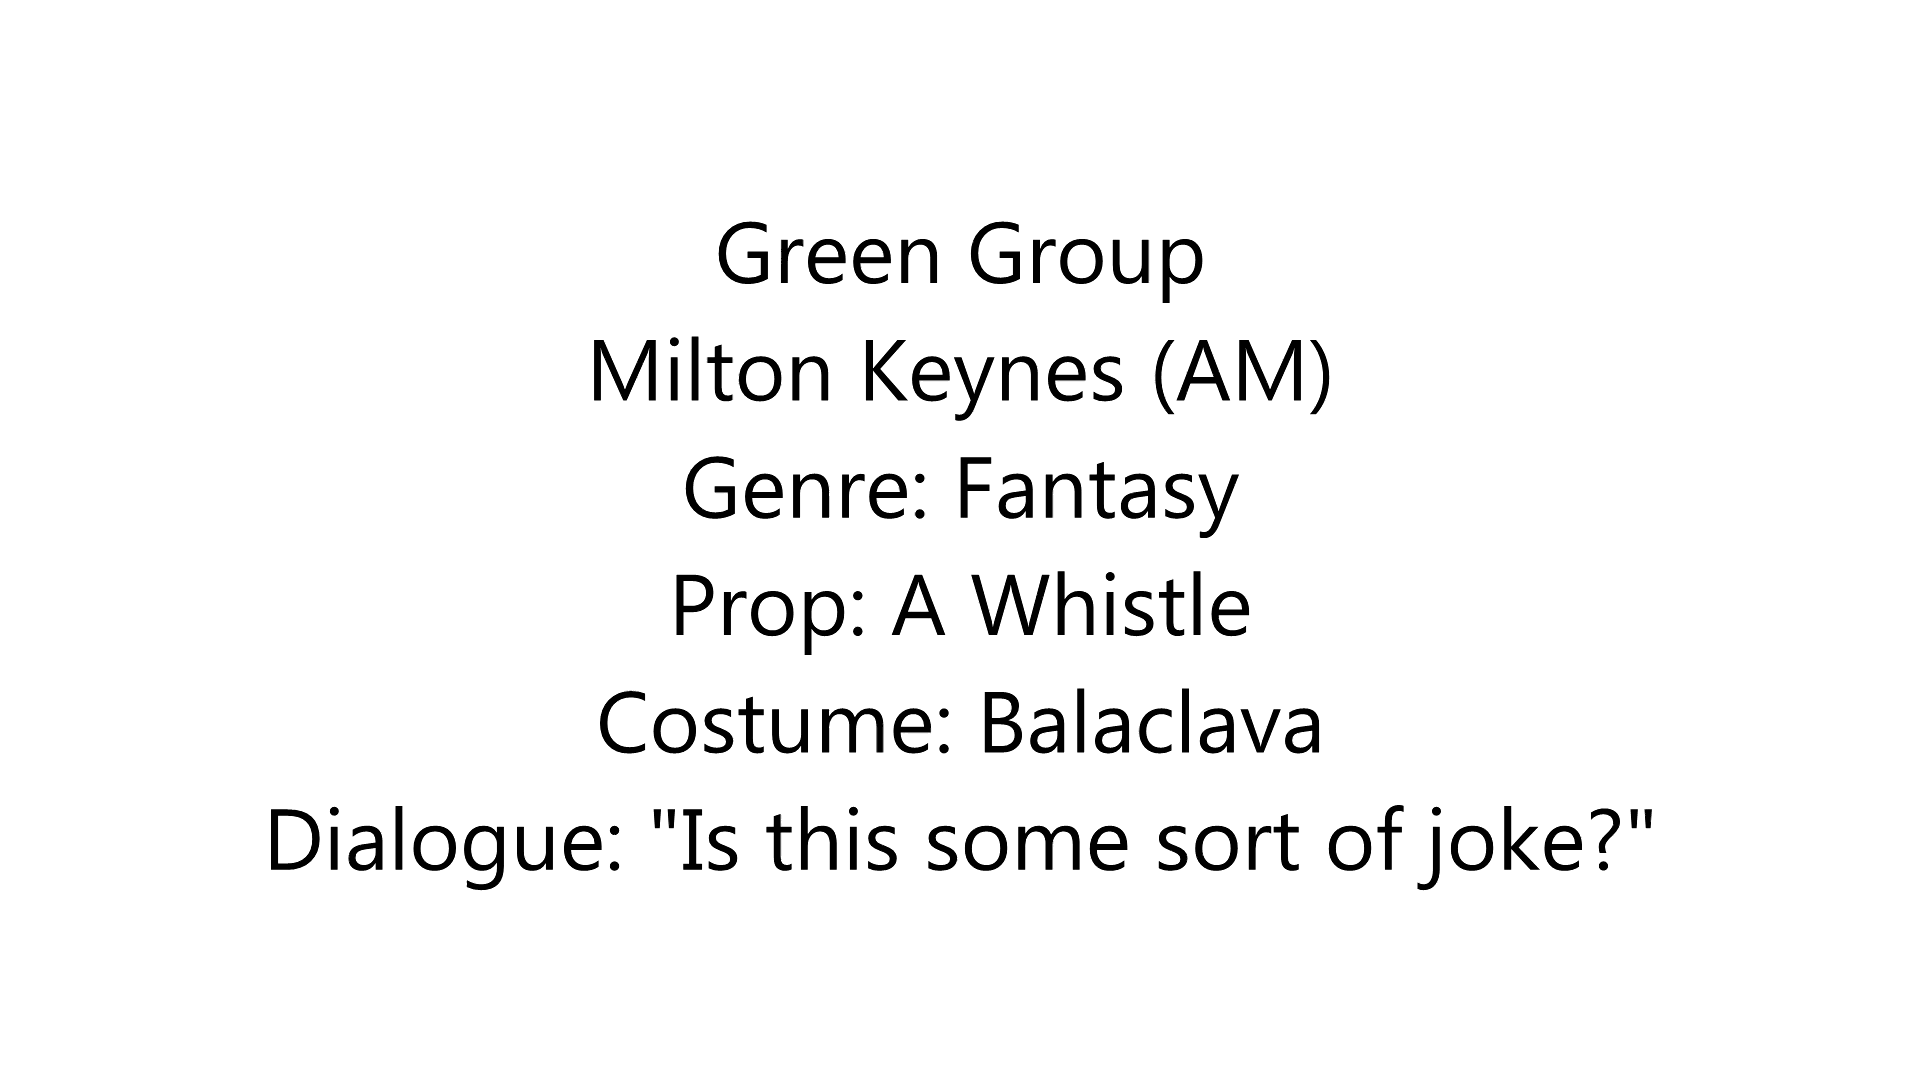 Green Group
Milton Keynes (AM)
Genre: Fantasy
Prop: A Whistle
Costume: Balaclava
Dialogue: "Is this some sort of joke?"